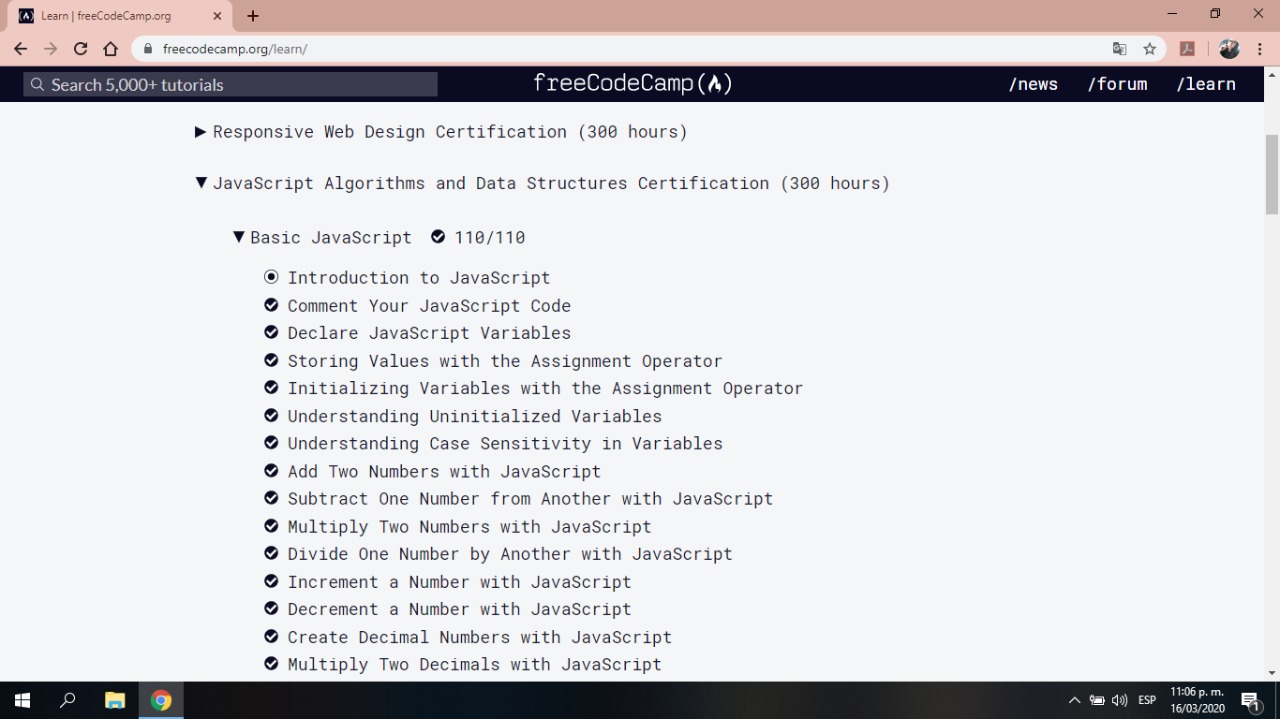 Learn | freeCodeCamp.org
freecodecamp.org/learn/
Search 5,000+ tutorials
freeCodeCamp
/news
/forum
/learn
Responsive Web Design Certification (300 hours)
JavaScript Algorithms and Data Structures Certification (300 hours)
Basic JavaScript 110/110
Introduction to JavaScript
Comment Your JavaScript Code
Declare JavaScript Variables
Storing Values with the Assignment Operator
Initializing Variables with the Assignment Operator
Understanding Uninitialized Variables
Understanding Case Sensitivity in Variables
Add Two Numbers with JavaScript
Subtract One Number from Another with JavaScript
Multiply Two Numbers with JavaScript
Divide One Number by Another with JavaScript
Increment a Number with JavaScript
Decrement a Number with JavaScript
Create Decimal Numbers with JavaScript
Multiply Two Decimals with JavaScript
ESP
11:06 p. m.
16/03/2020
1